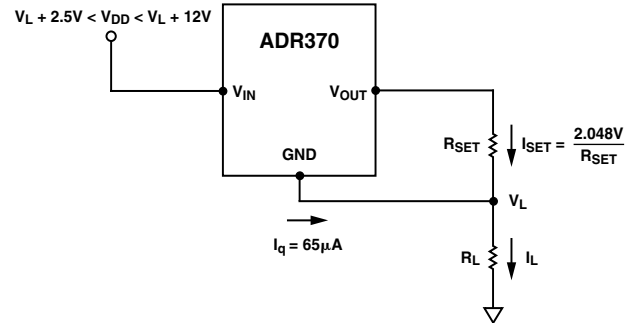 V_L + 2.5V < V_DD < V_L + 12V
ADR370
V_IN
V_OUT
GND
R_SET
I_SET = 2.048V / R_SET
V_L
I_q = 65μA
R_L
I_L